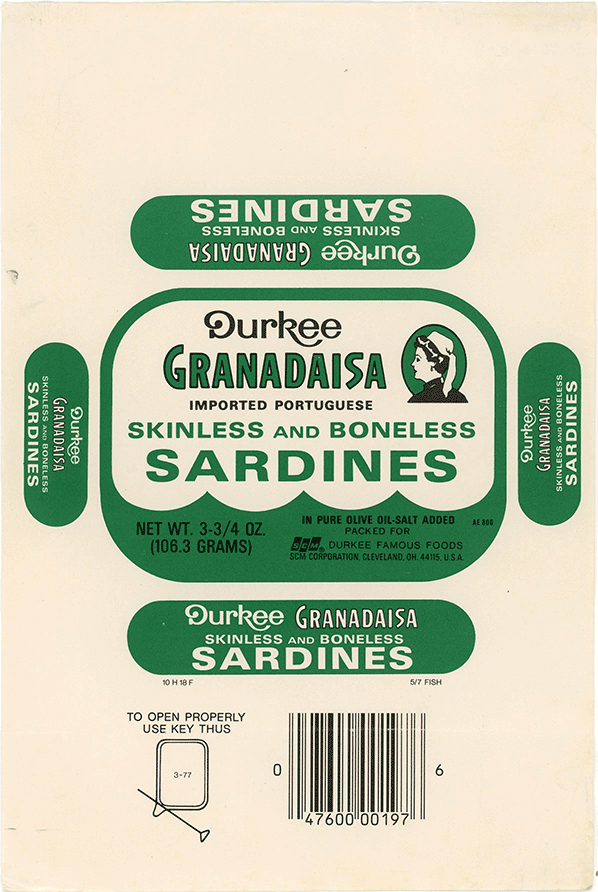 SARDINES
SKINLESS AND BONELESS
Durkee GRANADAISA
Durkee
GRANADAISA
IMPORTED PORTUGUESE
SKINLESS AND BONELESS
SARDINES
NET WT. 3-3/4 OZ.
(106.3 GRAMS)
IN PURE OLIVE OIL-SALT ADDED
PACKED FOR
SCM® DURKEE FAMOUS FOODS
SCM CORPORATION, CLEVELAND, OH. 44115, U.S.A.
AE 806
Durkee
GRANADAISA
SKINLESS AND BONELESS
SARDINES
Durkee
GRANADAISA
SKINLESS AND BONELESS
SARDINES
Durkee GRANADAISA
SKINLESS AND BONELESS
SARDINES
10 H 18 F
5/7 FISH
TO OPEN PROPERLY
USE KEY THUS
3-77
0 47600 00197 6